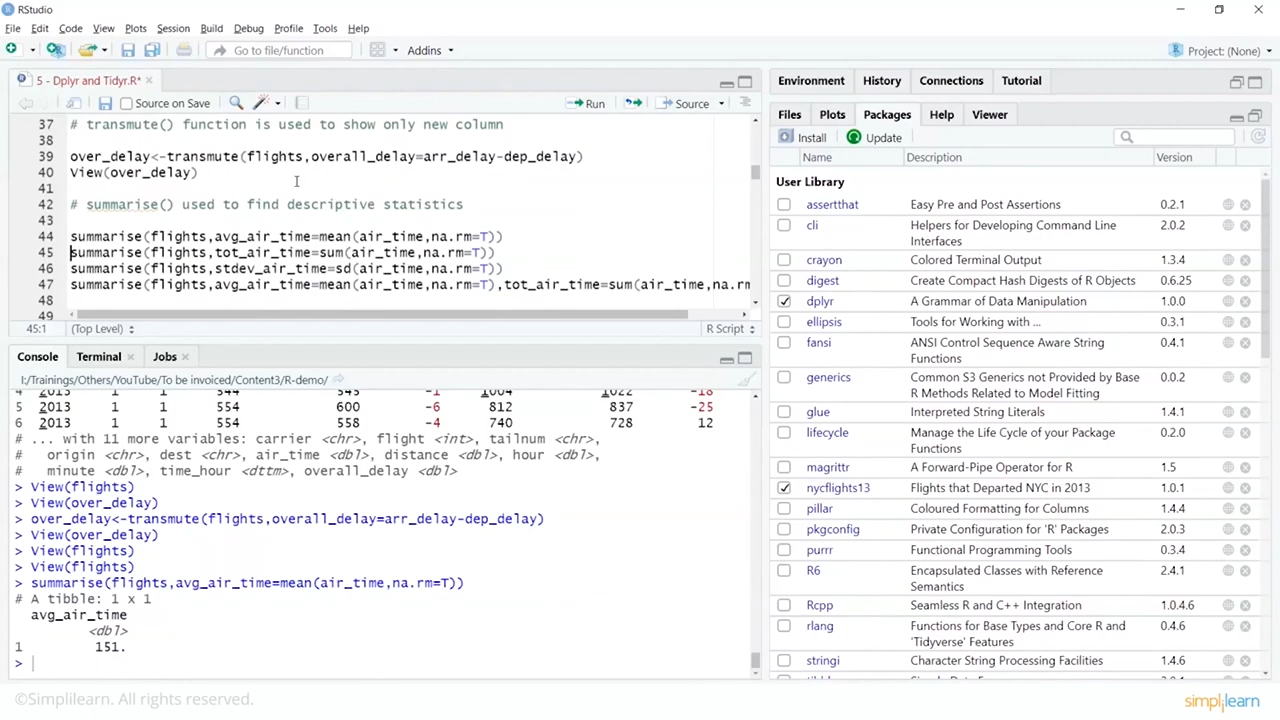 RStudio
File Edit Code View Plots Session Build Debug Profile Tools Help
Go to file/function Addins Project: (None)
5 - Dplyr and Tidyr.R*
Source on Save Run Source
37 # transmute() function is used to show only new column
38
39 over_delay<-transmute(flights,overall_delay=arr_delay-dep_delay)
40 View(over_delay)
41
42 # summarise() used to find descriptive statistics
43
44 summarise(flights,avg_air_time=mean(air_time,na.rm=T))
45 summarise(flights,tot_air_time=sum(air_time,na.rm=T))
46 summarise(flights,stdev_air_time=sd(air_time,na.rm=T))
47 summarise(flights,avg_air_time=mean(air_time,na.rm=T),tot_air_time=sum(air_time,na.rm
48
49
45:1 (Top Level) R Script
Console Terminal Jobs
I:/Trainings/Others/YouTube/To be invoiced/Content3/R-demo/
4 2013 1 1 544 545 -1 1004 1022 -18
5 2013 1 1 554 600 -6 812 837 -25
6 2013 1 1 554 558 -4 740 728 12
# ... with 11 more variables: carrier <chr>, flight <int>, tailnum <chr>,
# origin <chr>, dest <chr>, air_time <dbl>, distance <dbl>, hour <dbl>,
# minute <dbl>, time_hour <dttm>, overall_delay <dbl>
> View(flights)
> View(over_delay)
> over_delay<-transmute(flights,overall_delay=arr_delay-dep_delay)
> View(over_delay)
> View(flights)
> View(flights)
> summarise(flights,avg_air_time=mean(air_time,na.rm=T))
# A tibble: 1 x 1
avg_air_time
<dbl>
1 151.
>
Environment History Connections Tutorial
Files Plots Packages Help Viewer
Install Update
Name Description Version
User Library
assertthat Easy Pre and Post Assertions 0.2.1
cli Helpers for Developing Command Line 2.0.2
Interfaces
crayon Colored Terminal Output 1.3.4
digest Create Compact Hash Digests of R Objects 0.6.25
dplyr A Grammar of Data Manipulation 1.0.0
ellipsis Tools for Working with ... 0.3.1
fansi ANSI Control Sequence Aware String 0.4.1
Functions
generics Common S3 Generics not Provided by Base 0.0.2
R Methods Related to Model Fitting
glue Interpreted String Literals 1.4.1
lifecycle Manage the Life Cycle of your Package 0.2.0
Functions
magrittr A Forward-Pipe Operator for R 1.5
nycflights13 Flights that Departed NYC in 2013 1.0.1
pillar Coloured Formatting for Columns 1.4.4
pkgconfig Private Configuration for 'R' Packages 2.0.3
purrr Functional Programming Tools 0.3.4
R6 Encapsulated Classes with Reference 2.4.1
Semantics
Rcpp Seamless R and C++ Integration 1.0.4.6
rlang Functions for Base Types and Core R and 0.4.6
'Tidyverse' Features
stringi Character String Processing Facilities 1.4.6
©Simplilearn. All rights reserved.
simplilearn